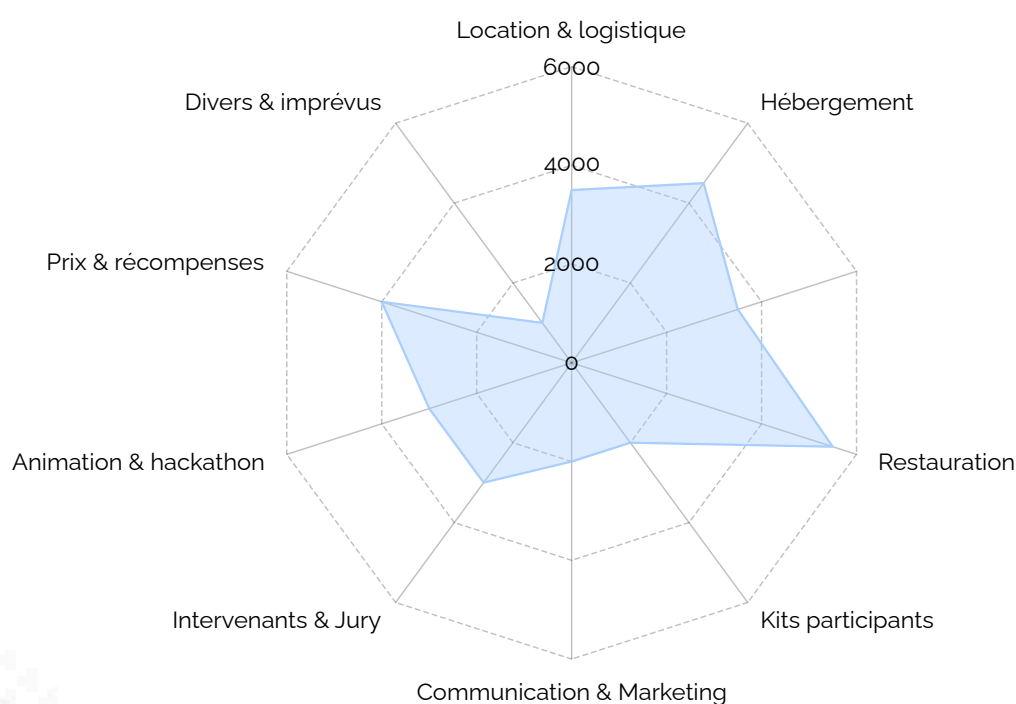 Location & logistique
6000
Divers & imprévus
Hébergement
4000
Prix & récompenses
2000
0
Animation & hackathon
Restauration
Intervenants & Jury
Kits participants
Communication & Marketing